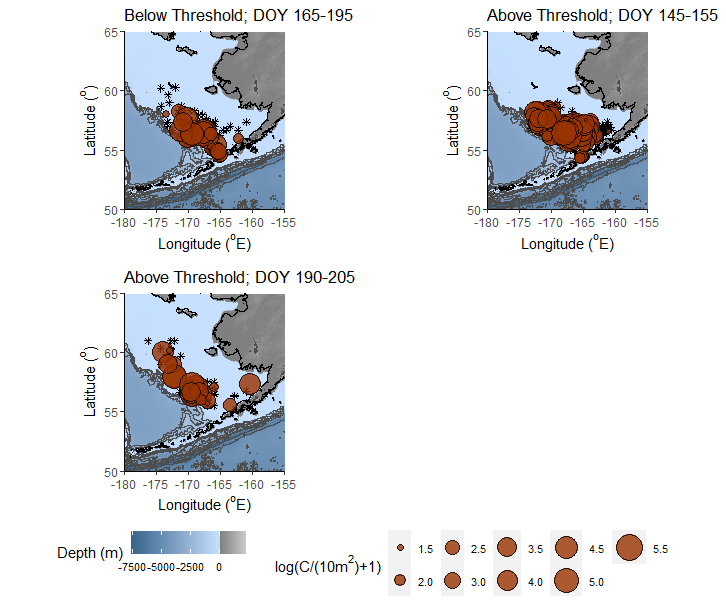 Below Threshold; DOY 165-195
Above Threshold; DOY 145-155
65
60
55
50
Latitude (°)
-180 -175 -170 -165 -160 -155
Longitude (°E)
65
60
55
50
Latitude (°)
-180 -175 -170 -165 -160 -155
Longitude (°E)
Above Threshold; DOY 190-205
65
60
55
50
Latitude (°)
-180 -175 -170 -165 -160 -155
Longitude (°E)
Depth (m)
-7500 -5000 -2500 0
log(C/(10m²)+1)
1.5 2.5 3.5 4.5 5.5
2.0 3.0 4.0 5.0